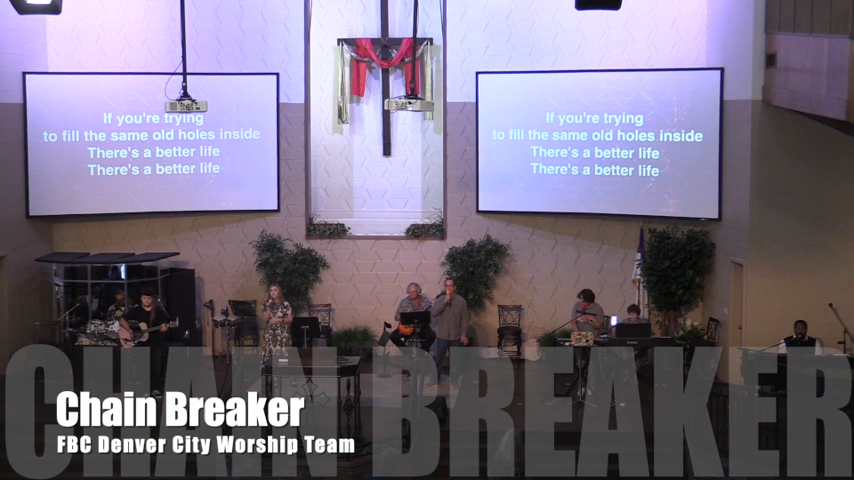 If you're trying
to fill the same old holes inside
There's a better life
There's a better life
If you're trying
to fill the same old holes inside
There's a better life
There's a better life
CHAIN BREAKER
Chain Breaker
FBC Denver City Worship Team